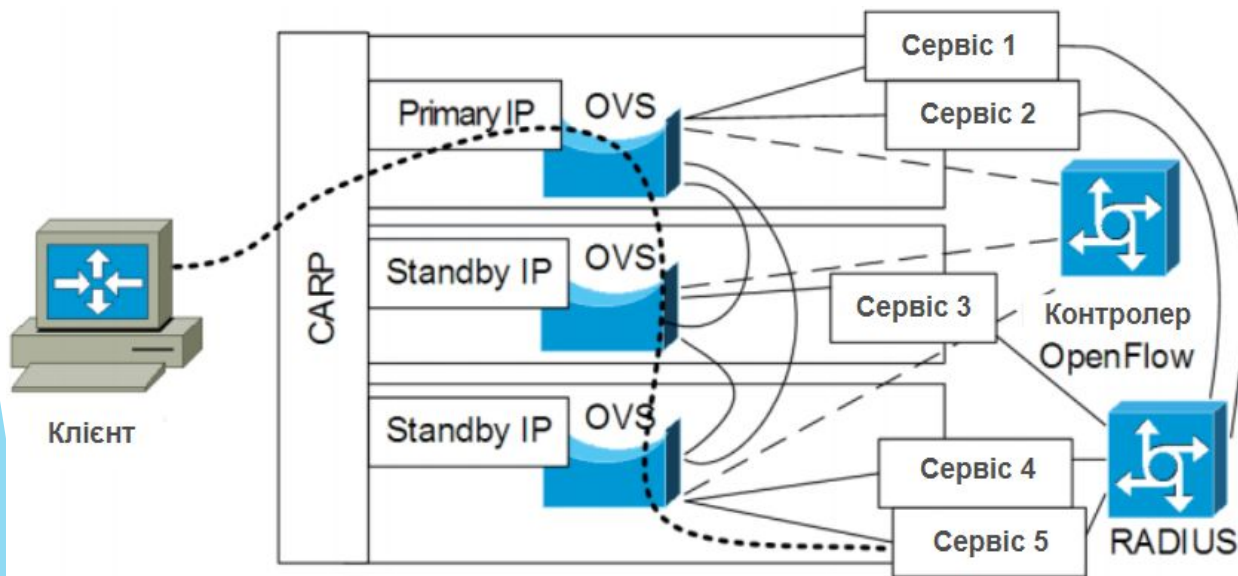 Сервіс 1
Primary IP
OVS
Сервіс 2
CARP
Standby IP
OVS
Сервіс 3
Контролер
OpenFlow
Клієнт
Standby IP
OVS
Сервіс 4
Сервіс 5
RADIUS